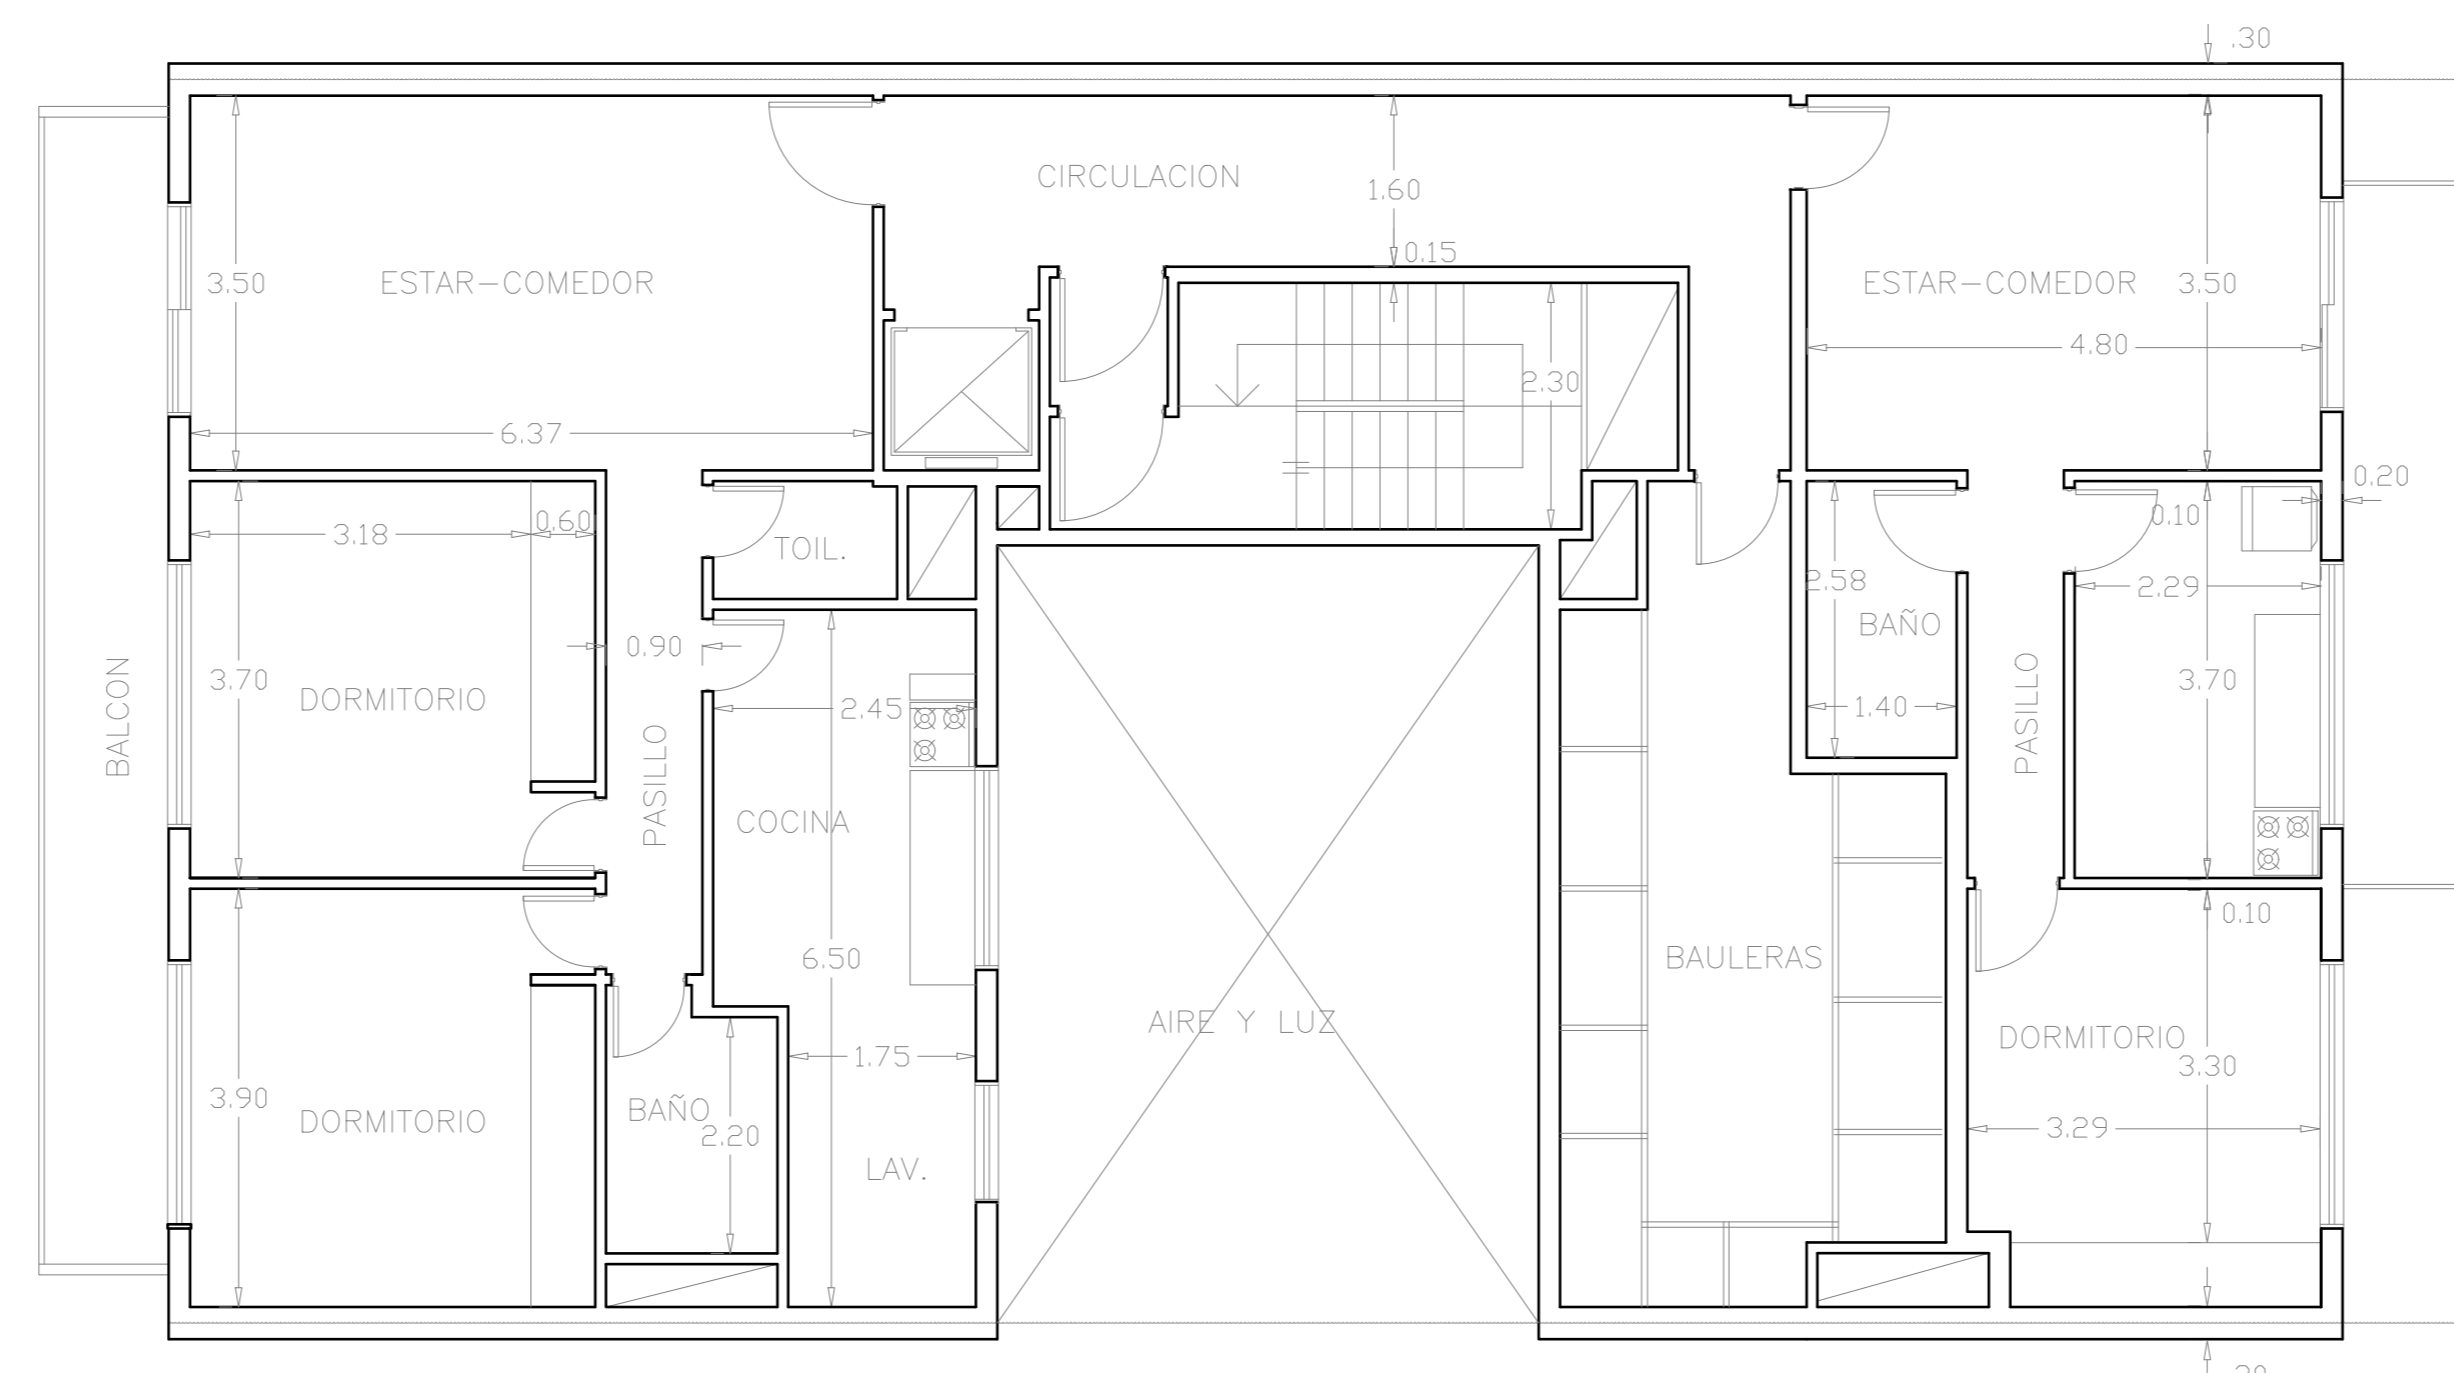 .30
CIRCULACION
1.60
0.15
ESTAR-COMEDOR
3.50
6.37
ESTAR-COMEDOR
3.50
4.80
2.30
0.20
3.18
0.60
TOIL.
0.10
2.58
2.29
BAÑO
0.90
BALCON
3.70
DORMITORIO
PASILLO
2.45
1.40
PASILLO
3.70
COCINA
0.10
6.50
BAULERAS
AIRE Y LUZ
DORMITORIO
1.75
3.30
3.90
DORMITORIO
BAÑO
2.20
3.29
LAV.